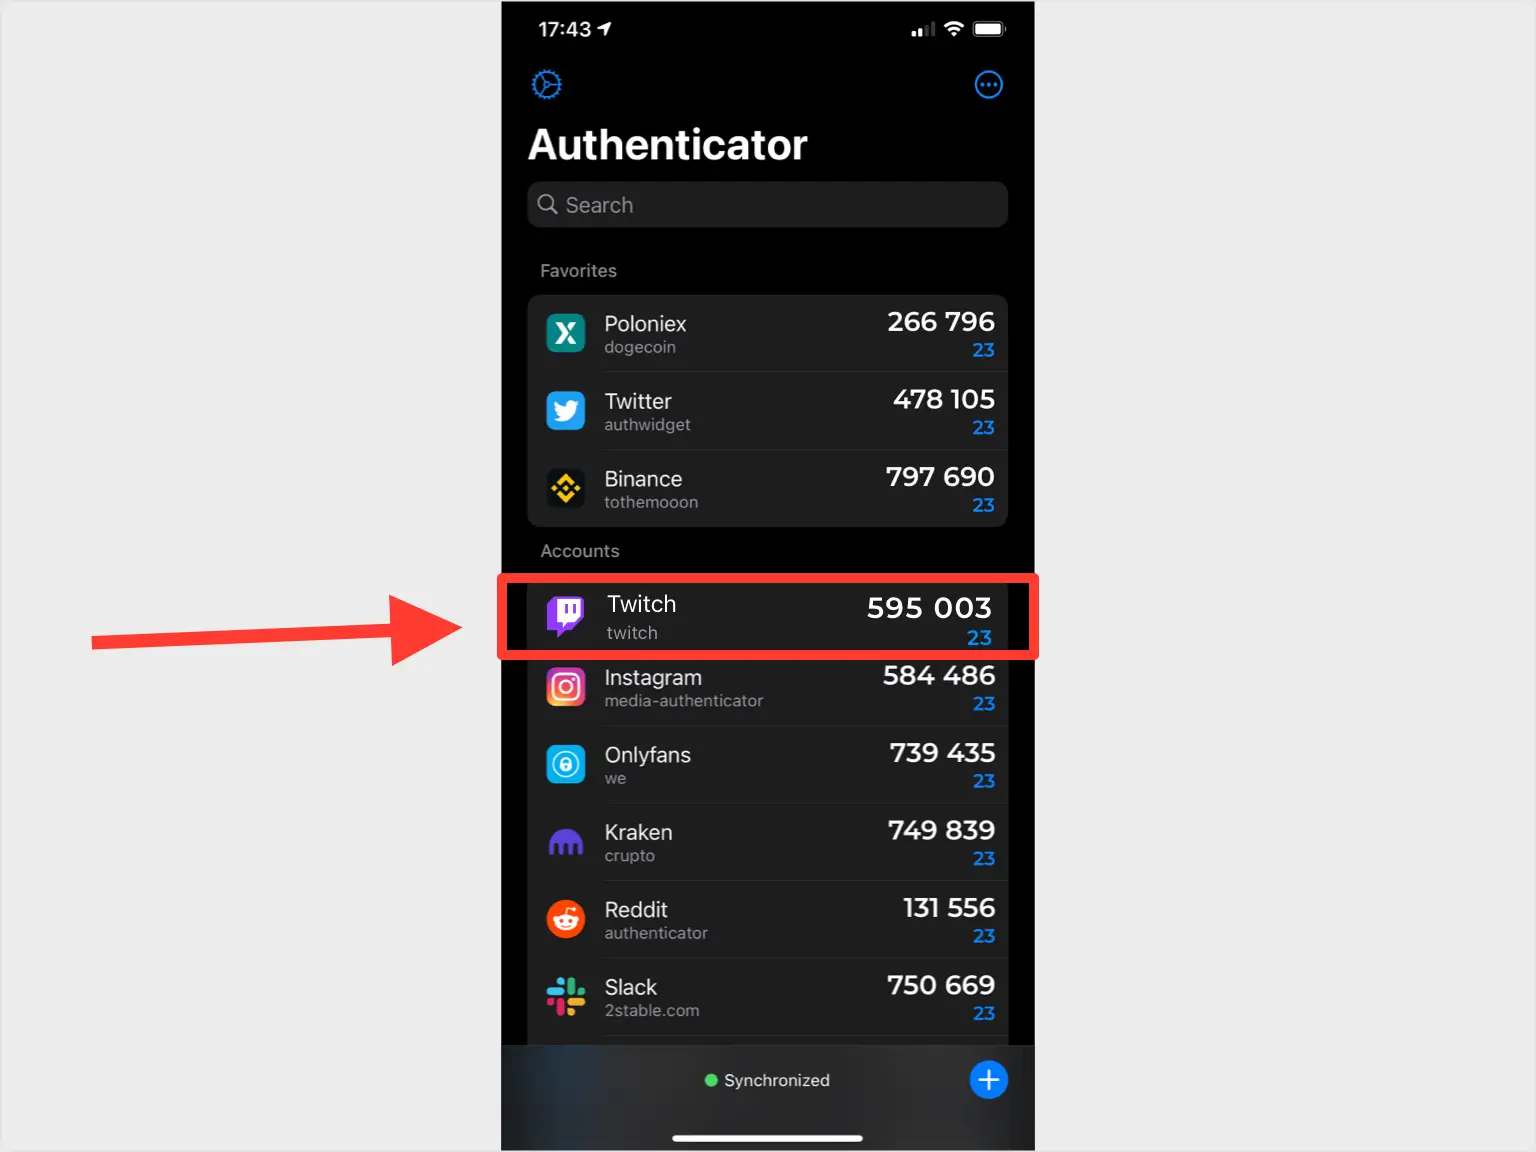 17:43
Authenticator
Search
Favorites
Poloniex
266 796
dogecoin
23
Twitter
478 105
authwidget
23
Binance
797 690
tothemooon
23
Accounts
Twitch
595 003
twitch
23
Instagram
584 486
media-authenticator
23
Onlyfans
739 435
we
23
Kraken
749 839
crupto
23
Reddit
131 556
authenticator
23
Slack
750 669
2stable.com
23
Synchronized